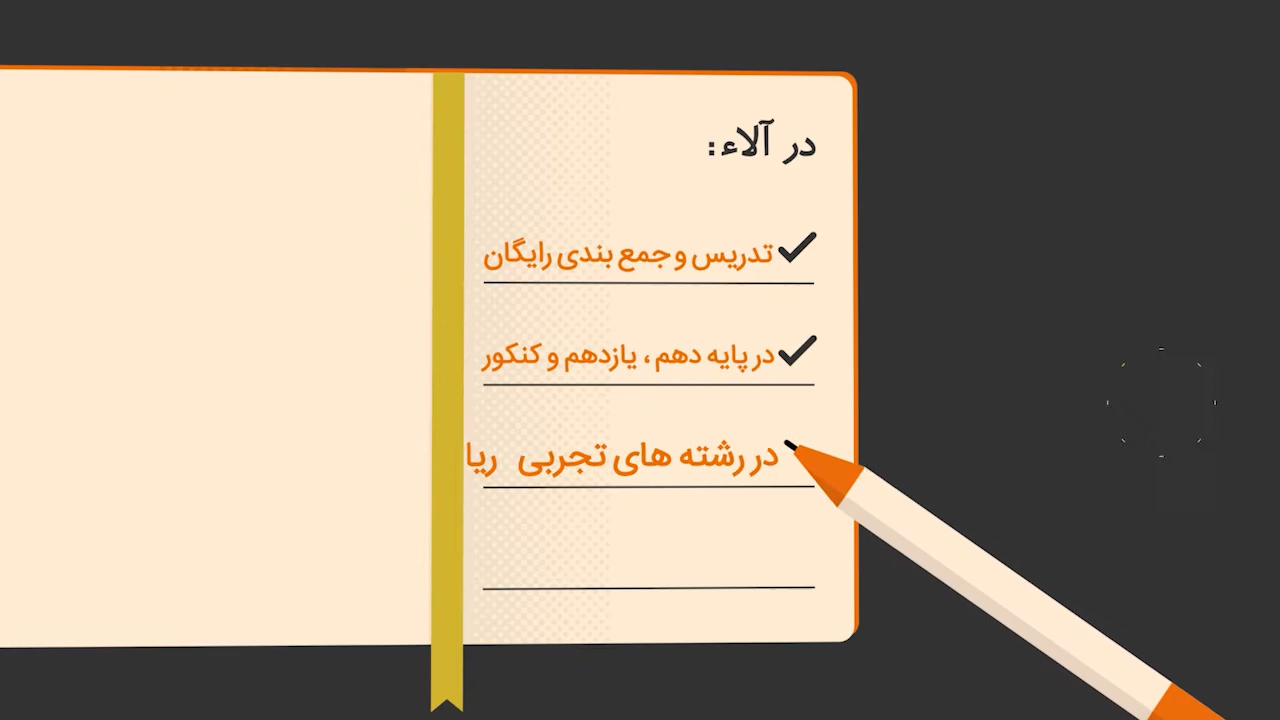 در آلاء:
تدریس و جمع بندی رایگان
در پایه دهم ، یازدهم و کنکور
در رشته های تجربی ریا